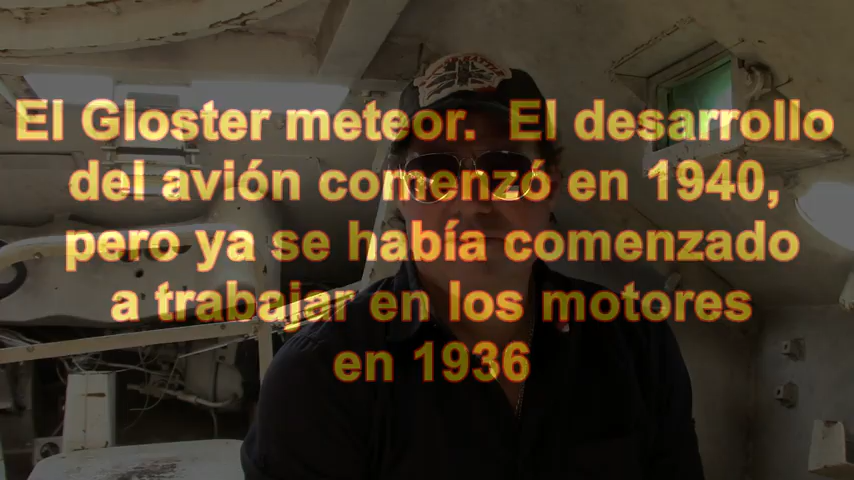 El Gloster meteor. El desarrollo
del avión comenzó en 1940,
pero ya se había comenzado
a trabajar en los motores
en 1936